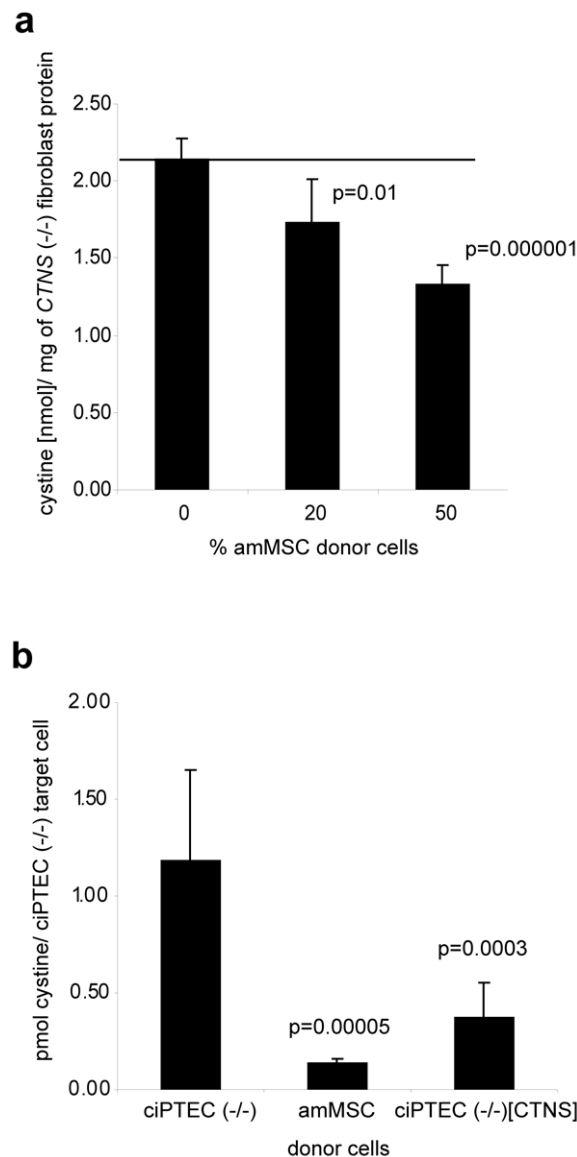 a
cystine [nmol]/ mg of CTNS (-/-) fibroblast protein
2.50
2.00
1.50
1.00
0.50
0.00
p=0.01
p=0.000001
0 20 50
% amMSC donor cells
b
pmol cystine/ ciPTEC (-/-) target cell
2.00
1.50
1.00
0.50
0.00
p=0.00005
p=0.0003
ciPTEC (-/-) amMSC ciPTEC (-/-)[CTNS]
donor cells